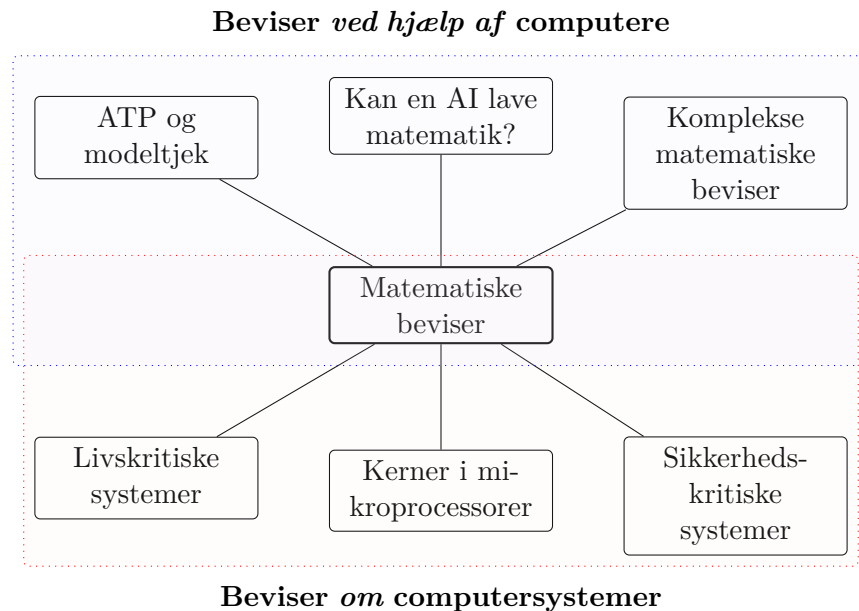 Beviser ved hjælp af computere
ATP og
modeltjek
Kan en AI lave
matematik?
Komplekse
matematiske
beviser
Matematiske
beviser
Livskritiske
systemer
Kerner i mi-
kroprocessorer
Sikkerheds-
kritiske
systemer
Beviser om computersystemer